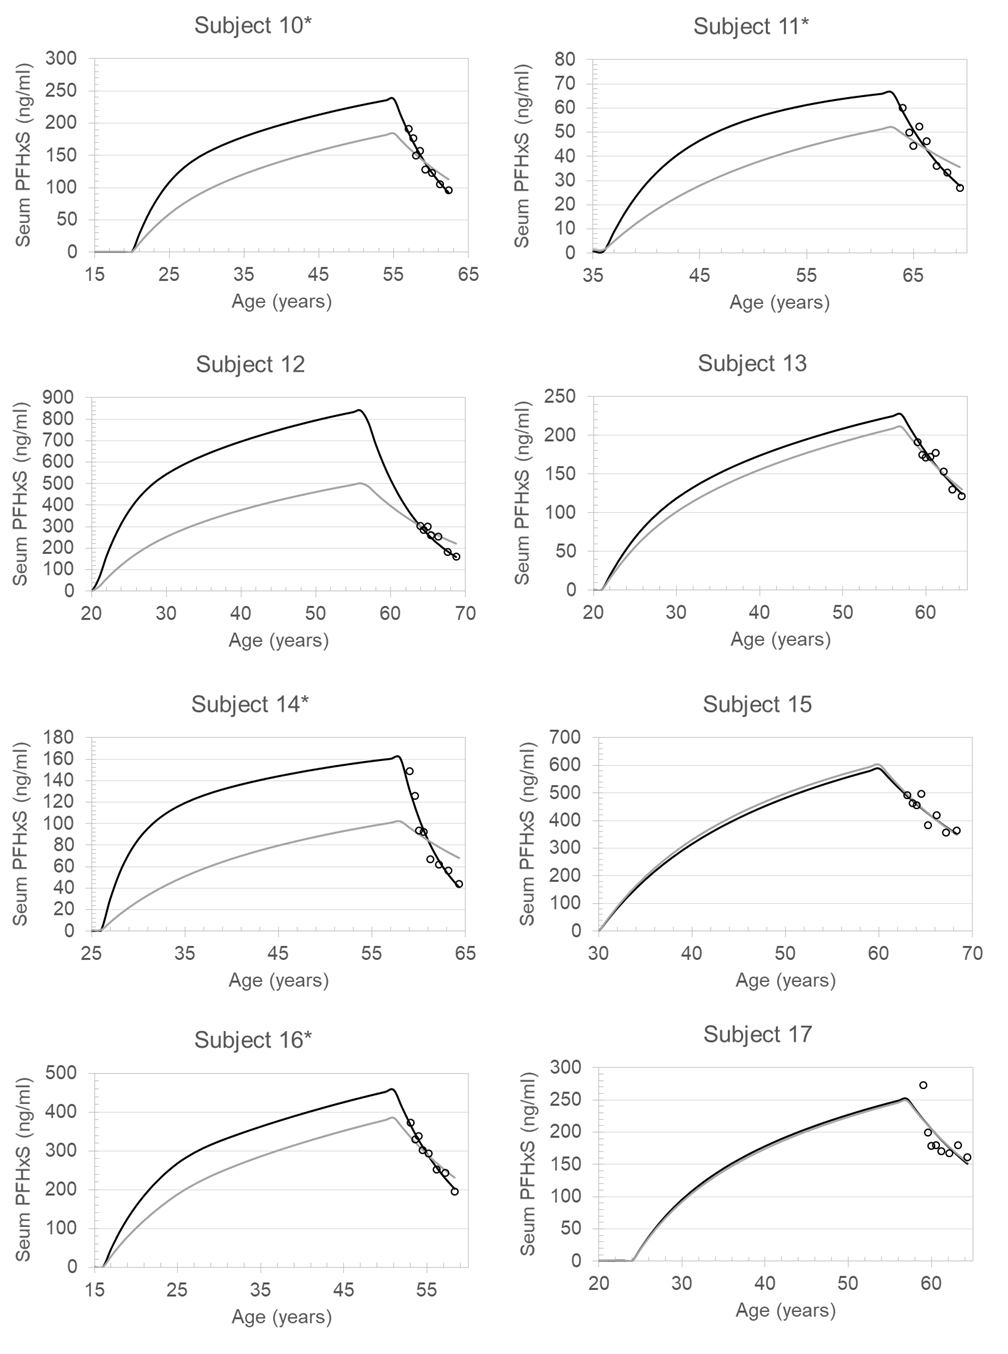 Subject 10*
Seum PFHxS (ng/ml)
300
250
200
150
100
50
0
15 25 35 45 55 65
Age (years)
Subject 11*
Seum PFHxS (ng/ml)
80
70
60
50
40
30
20
10
0
35 45 55 65
Age (years)
Subject 12
Seum PFHxS (ng/ml)
900
800
700
600
500
400
300
200
100
0
20 30 40 50 60 70
Age (years)
Subject 13
Seum PFHxS (ng/ml)
250
200
150
100
50
0
20 30 40 50 60
Age (years)
Subject 14*
Seum PFHxS (ng/ml)
180
160
140
120
100
80
60
40
20
0
25 35 45 55 65
Age (years)
Subject 15
Seum PFHxS (ng/ml)
700
600
500
400
300
200
100
0
30 40 50 60 70
Age (years)
Subject 16*
Seum PFHxS (ng/ml)
500
400
300
200
100
0
15 25 35 45 55
Age (years)
Subject 17
Seum PFHxS (ng/ml)
300
250
200
150
100
50
0
20 30 40 50 60
Age (years)